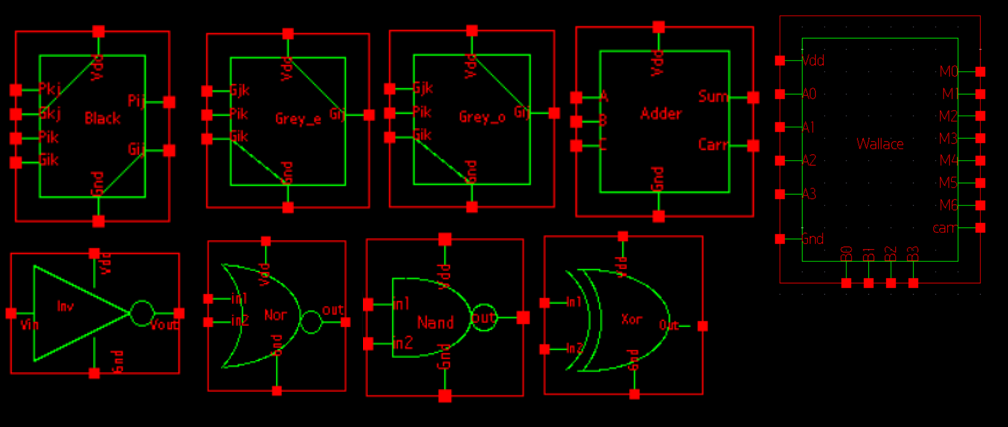 Vdd
Pkj
Gkj
Pik
Gik
Black
Pij
Gij
Gnd
Vdd
Gjk
Pik
Gik
Grey_e
Gij
Gnd
Vdd
Gjk
Pik
Gik
Grey_o
Gij
Gnd
Vdd
A
B
Adder
Sum
Carr
Gnd
Vdd
A0
A1
A2
A3
Gnd
Wallace
M0
M1
M2
M3
M4
M5
M6
carr
B0
B1
B2
B3
Vdd
Inv
Vin
Vout
Gnd
Vdd
in1
in2
Nor
out
Gnd
Vdd
in1
in2
Nand
out
Gnd
Vdd
In1
In2
Xor
Out
Gnd